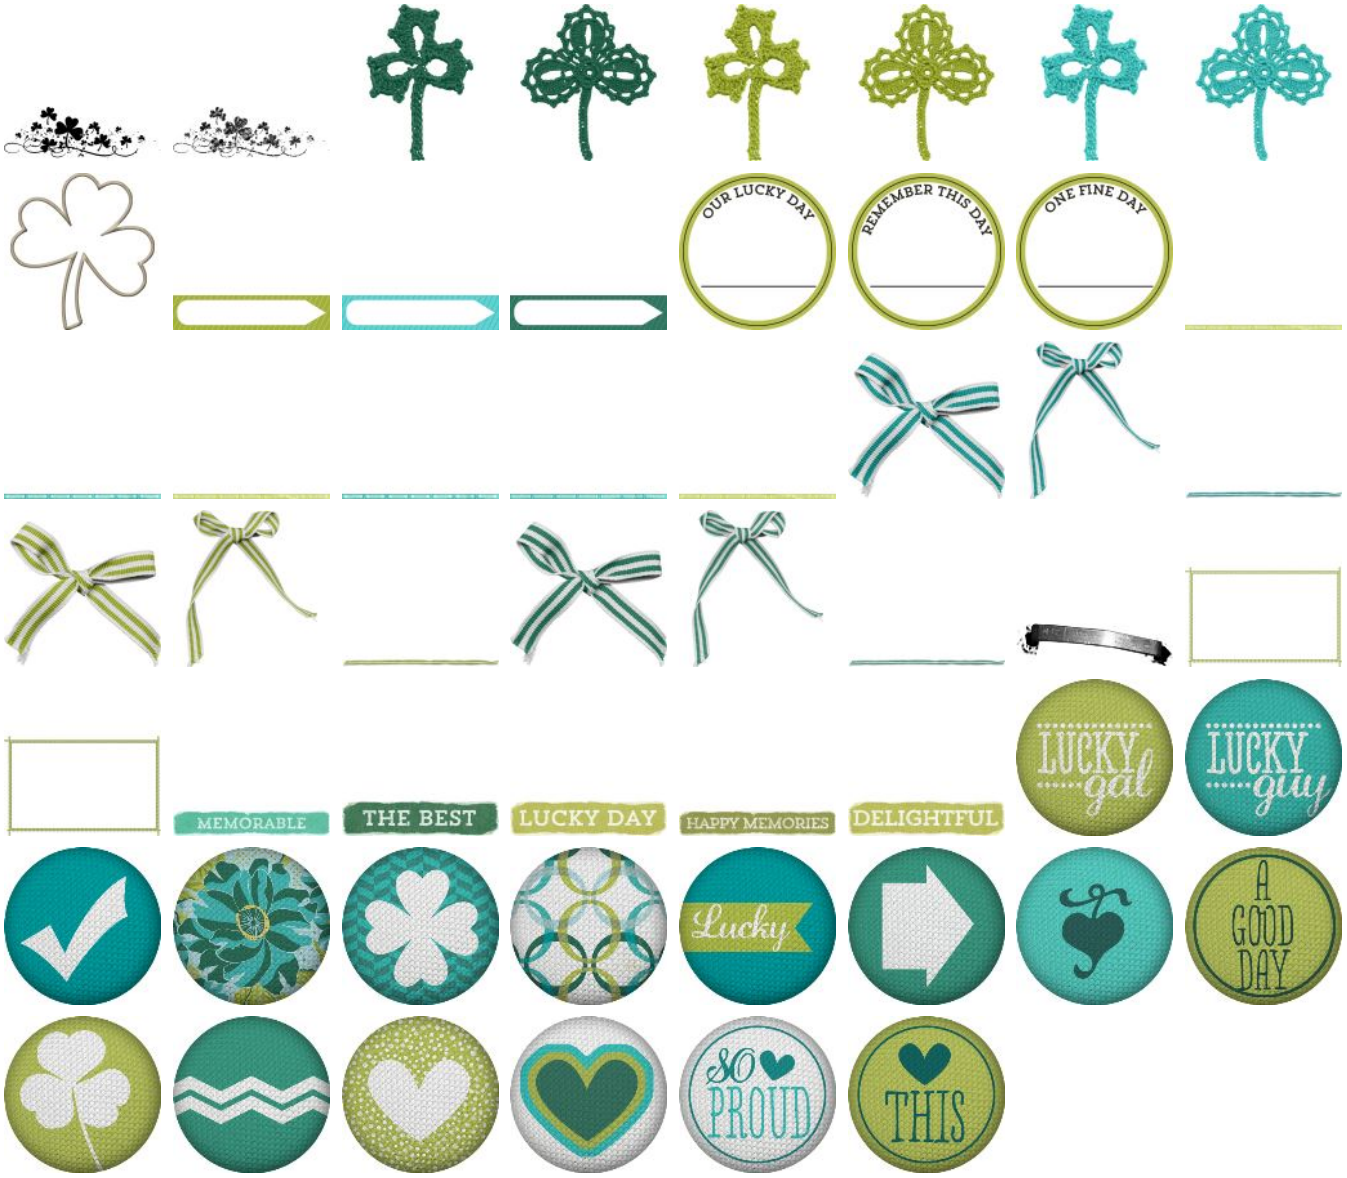 OUR LUCKY DAY
REMEMBER THIS DAY
ONE FINE DAY
MEMORABLE
THE BEST
LUCKY DAY
HAPPY MEMORIES
DELIGHTFUL
LUCKY
gal
LUCKY
guy
Lucky
A
GOOD
DAY
SO
PROUD
THIS